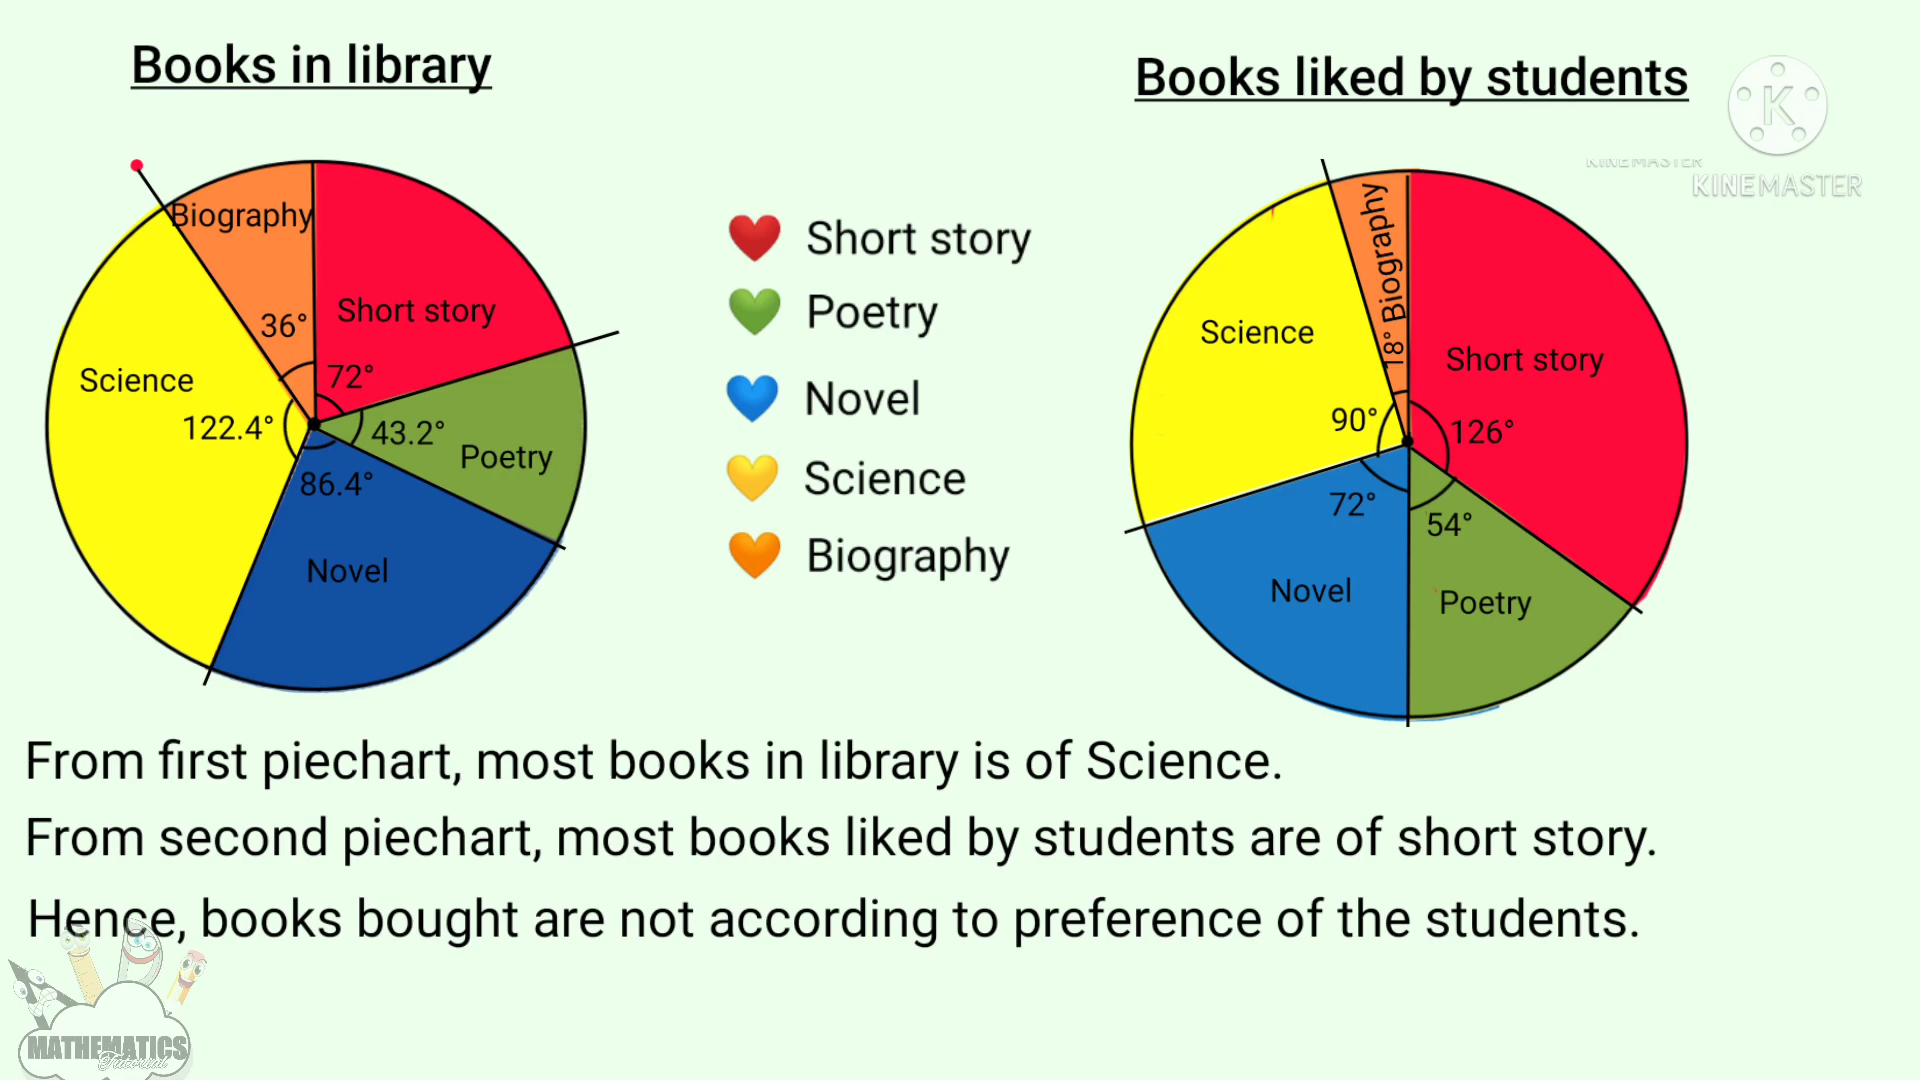 Books in library
Books liked by students
K
KINEMASTER
KINEMASTER
Biography
36°
Short story
72°
Science
122.4°
43.2°
Poetry
86.4°
Novel
Short story
Poetry
Novel
Science
Biography
18° Biography
Science
Short story
90°
126°
72°
54°
Novel
Poetry
From first piechart, most books in library is of Science.
From second piechart, most books liked by students are of short story.
Hence, books bought are not according to preference of the students.
MATHEMATICS
Tutorial